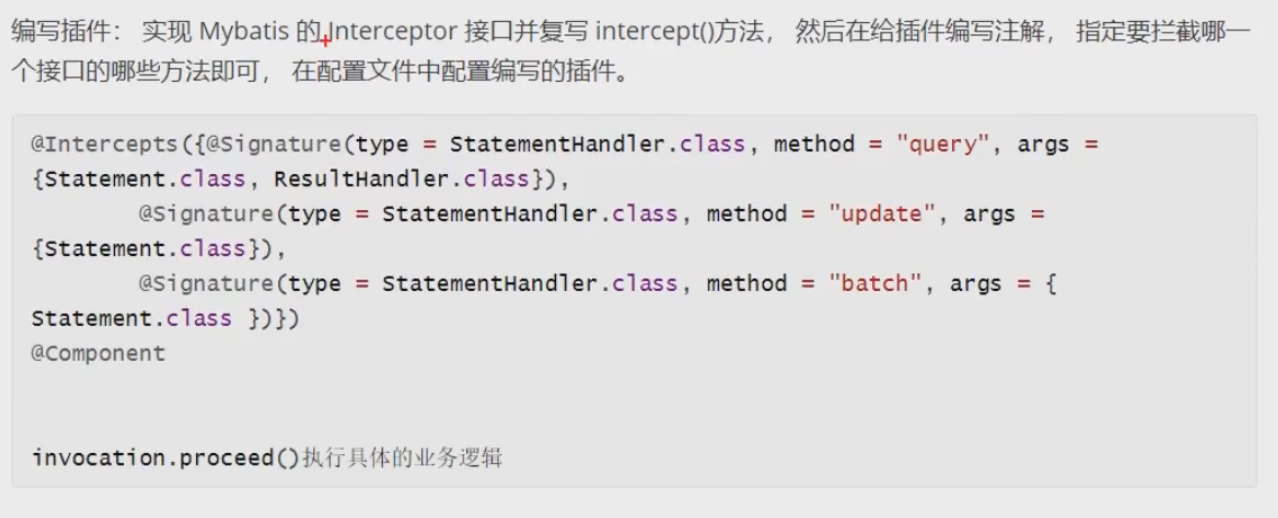 编写插件： 实现 Mybatis 的 Interceptor 接口并复写 intercept()方法， 然后在给插件编写注解， 指定要拦截哪一
个接口的哪些方法即可， 在配置文件中配置编写的插件。
@Intercepts({@Signature(type = StatementHandler.class, method = "query", args =
{Statement.class, ResultHandler.class}),
@Signature(type = StatementHandler.class, method = "update", args =
{Statement.class}),
@Signature(type = StatementHandler.class, method = "batch", args = {
Statement.class })})
@Component
invocation.proceed()执行具体的业务逻辑